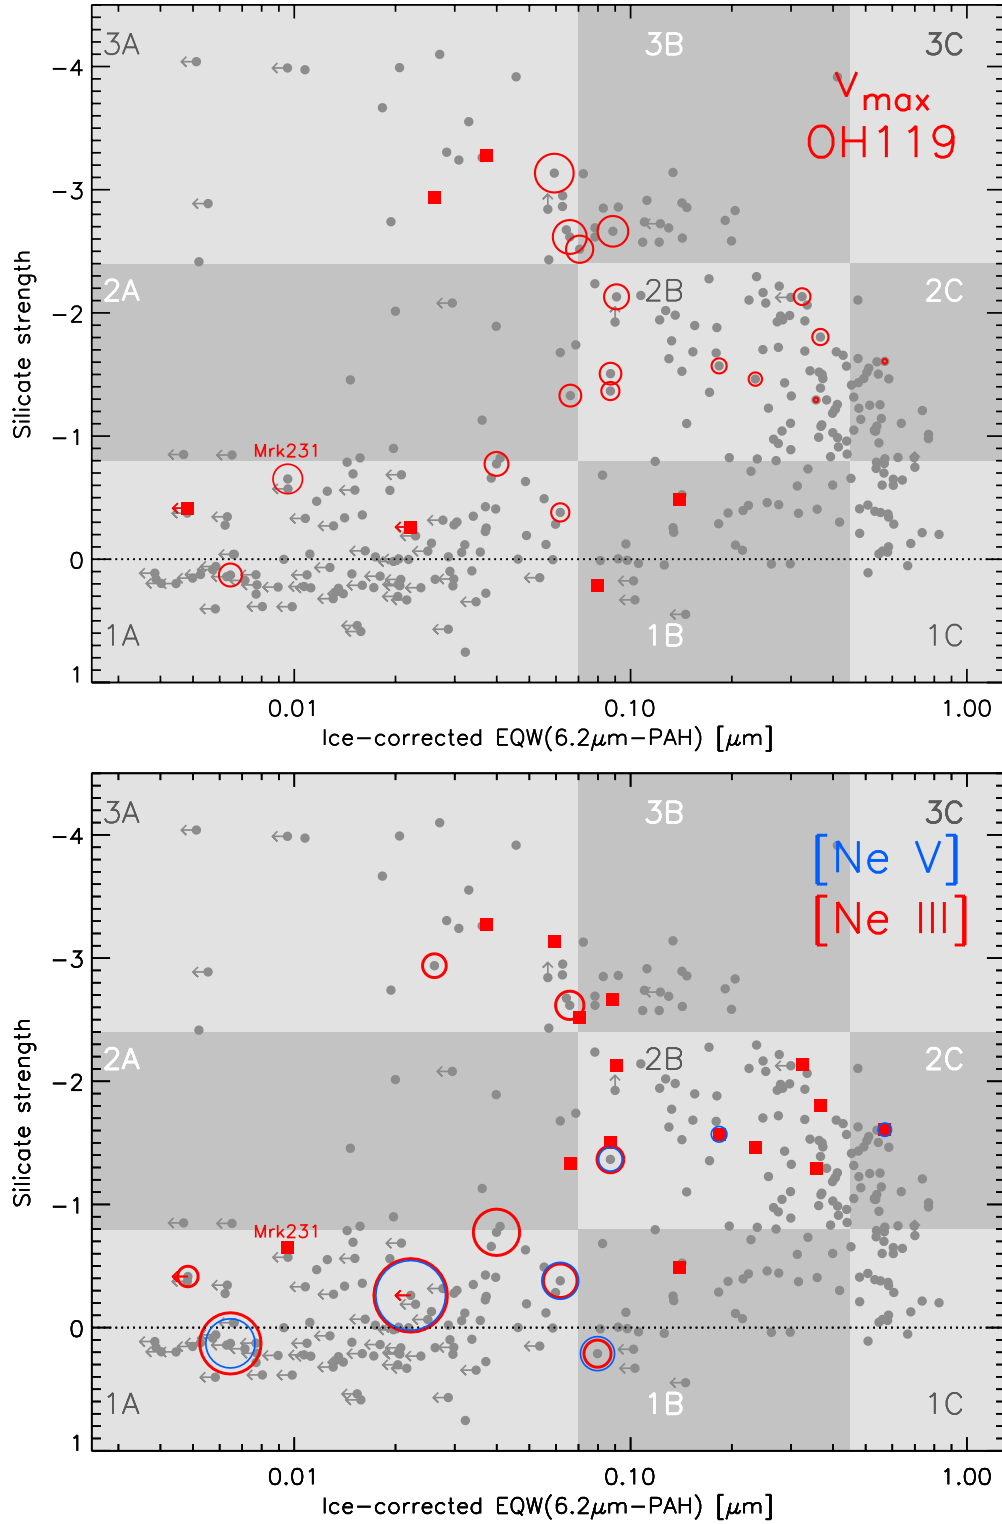 3A 3B 3C
−4
Vmax
OH119
−3
2A 2B 2C
−2
Silicate strength
−1
Mrk231
0
1A 1B 1C
1
0.01 0.10 1.00
Ice−corrected EQW(6.2μm−PAH) [μm]
3A 3B 3C
−4
[Ne V]
[Ne III]
−3
2A 2B 2C
−2
Silicate strength
−1
Mrk231
0
1A 1B 1C
1
0.01 0.10 1.00
Ice−corrected EQW(6.2μm−PAH) [μm]